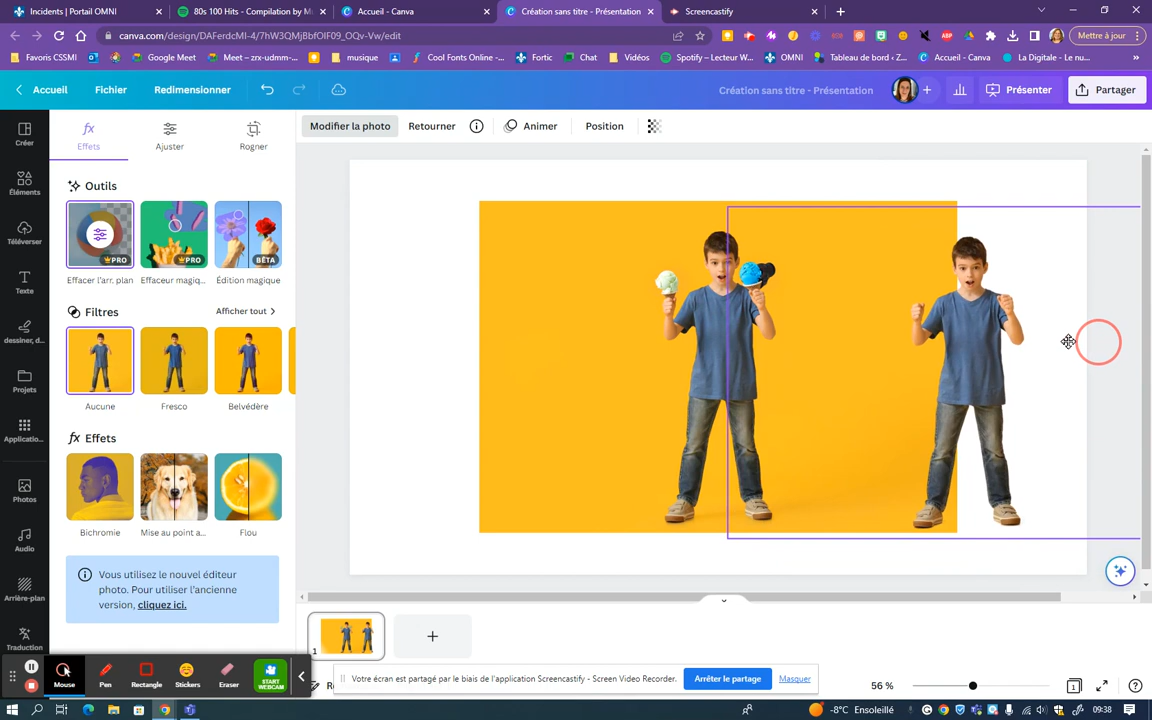 Incidents | Portail OMNI
80s 100 Hits - Compilation by M
Accueil - Canva
Création sans titre - Présentation
Screencastify
canva.com/design/DAFerdcMI-4/7hW3QMjBbfOIF09_OQv-Vw/edit
Mettre à jour
Favoris CSSMI
Google Meet
Meet – zrx-udmm-...
musique
Cool Fonts Online -...
Fortic
Chat
Vidéos
Spotify – Lecteur W...
OMNI
Tableau de bord ‹ Z...
Accueil - Canva
La Digitale - Le nu...
Accueil
Fichier
Redimensionner
Création sans titre - Présentation
Présenter
Partager
Créer
Éléments
Téléverser
Texte
dessiner, d...
Projets
Applicatio...
Photos
Audio
Arrière-plan
Traduction
Effets
Ajuster
Rogner
Modifier la photo
Retourner
Animer
Position
Outils
PRO
PRO
BÊTA
Effacer l'arr. plan
Effaceur magiq...
Édition magique
Filtres
Afficher tout
Aucune
Fresco
Belvédère
fx Effets
Bichromie
Mise au point a...
Flou
Vous utilisez le nouvel éditeur
photo. Pour utiliser l'ancienne
version, cliquez ici.
1
Mouse
Pen
Rectangle
Stickers
Eraser
START
WEBCAM
Votre écran est partagé par le biais de l'application Screencastify - Screen Video Recorder.
Arrêter le partage
Masquer
56 %
1
-8°C Ensoleillé
09:38